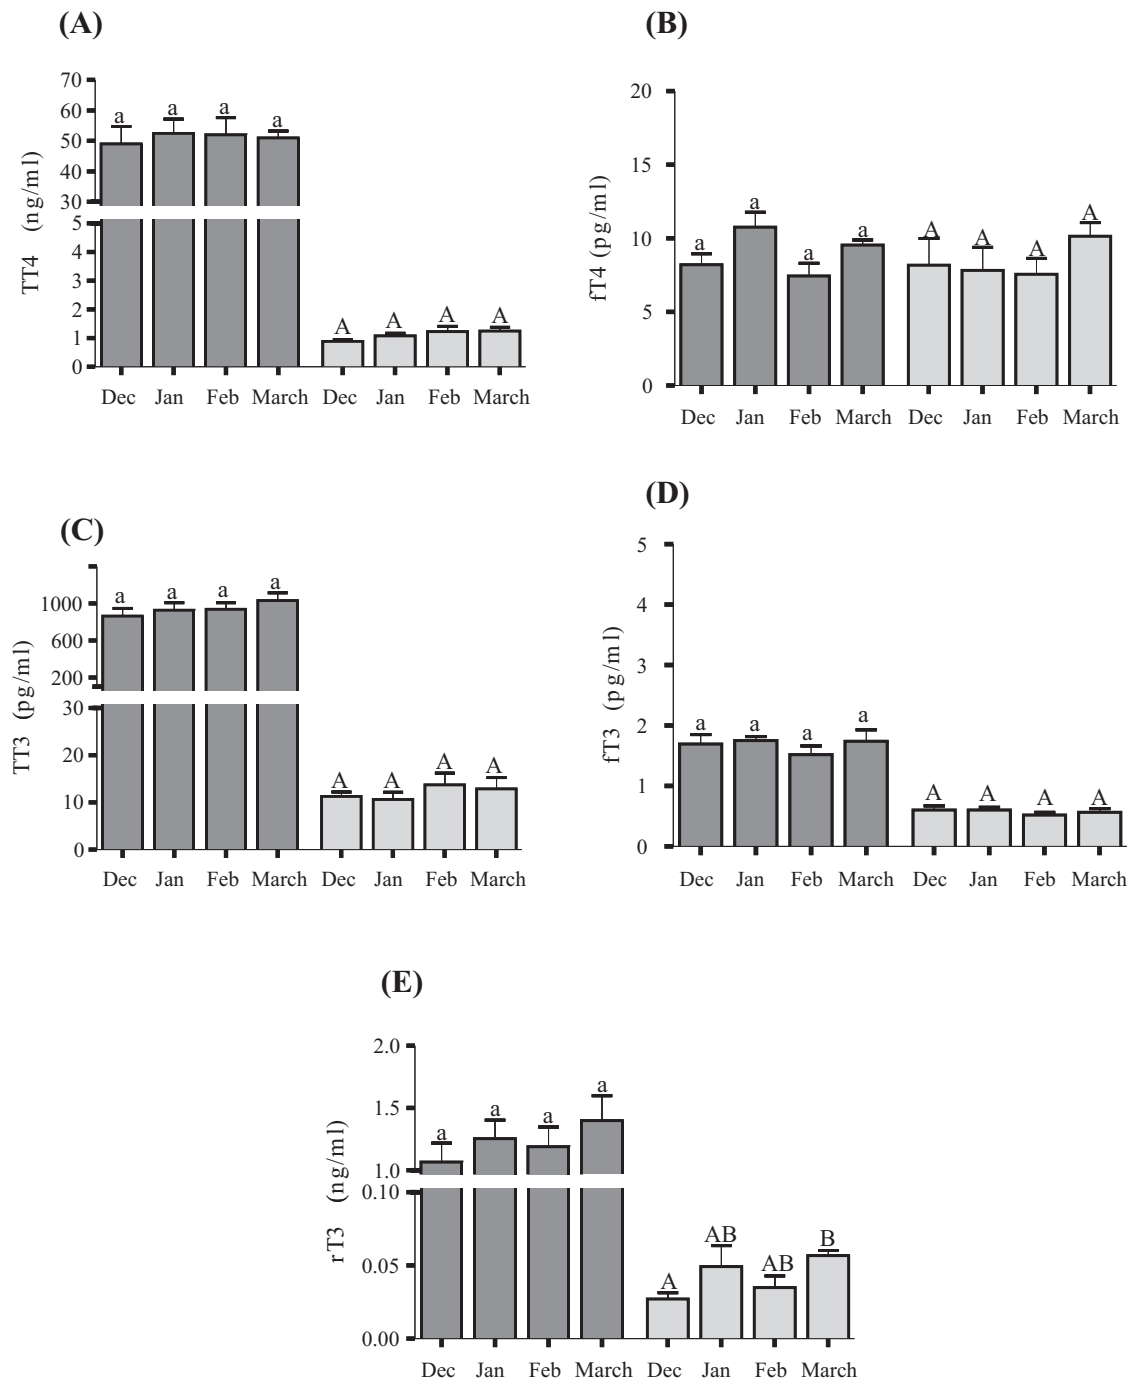 (A)
70
60
50
40
30
5
4
3
2
1
0
TT4 (ng/ml)
a a a a
A A A A
Dec Jan Feb March Dec Jan Feb March
(B)
20
15
10
5
0
fT4 (pg/ml)
a a a a
A A A A
Dec Jan Feb March Dec Jan Feb March
(C)
1000
600
200
30
20
10
0
TT3 (pg/ml)
a a a a
A A A A
Dec Jan Feb March Dec Jan Feb March
(D)
5
4
3
2
1
0
fT3 (pg/ml)
a a a a
A A A A
Dec Jan Feb March Dec Jan Feb March
(E)
2.0
1.5
1.0
0.10
0.05
0.00
rT3 (ng/ml)
a a a a
A AB AB B
Dec Jan Feb March Dec Jan Feb March